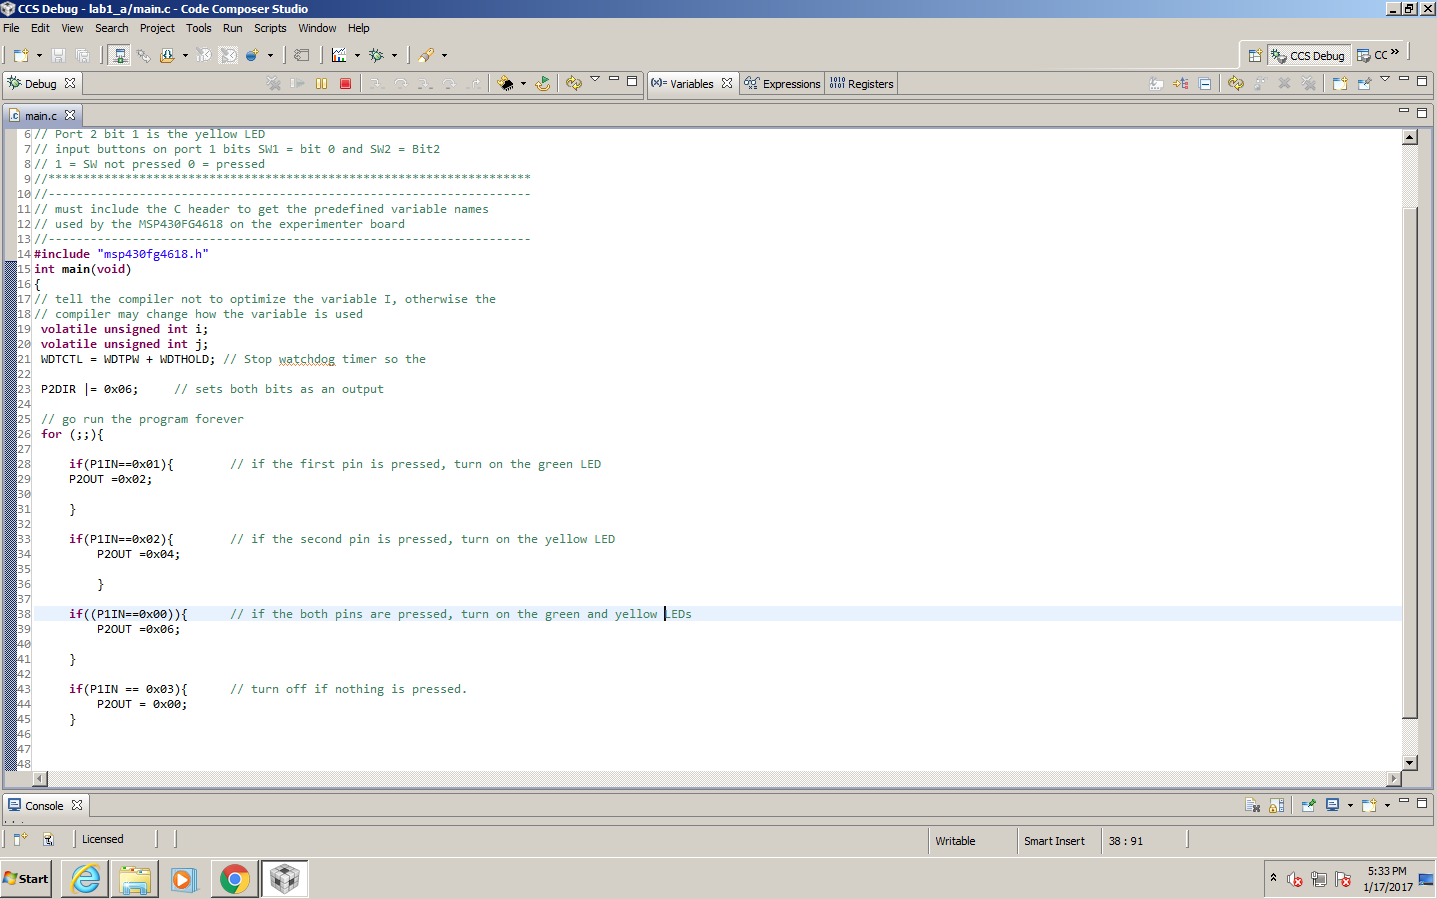 CCS Debug - lab1_a/main.c - Code Composer Studio
File Edit View Search Project Tools Run Scripts Window Help
CCS Debug CC »
Debug (x)= Variables Expressions 1010 0101 Registers
main.c
6 // Port 2 bit 1 is the yellow LED
7 // input buttons on port 1 bits SW1 = bit 0 and SW2 = Bit2
8 // 1 = SW not pressed 0 = pressed
9 //*********************************************************************
10 //---------------------------------------------------------------------
11 // must include the C header to get the predefined variable names
12 // used by the MSP430FG4618 on the experimenter board
13 //---------------------------------------------------------------------
14 #include "msp430fg4618.h"
15 int main(void)
16 {
17 // tell the compiler not to optimize the variable I, otherwise the
18 // compiler may change how the variable is used
19 volatile unsigned int i;
20 volatile unsigned int j;
21 WDTCTL = WDTPW + WDTHOLD; // Stop watchdog timer so the
22
23 P2DIR |= 0x06; // sets both bits as an output
24
25 // go run the program forever
26 for (;;){
27
28 if(P1IN==0x01){ // if the first pin is pressed, turn on the green LED
29 P2OUT =0x02;
30
31 }
32
33 if(P1IN==0x02){ // if the second pin is pressed, turn on the yellow LED
34 P2OUT =0x04;
35
36 }
37
38 if((P1IN==0x00)){ // if the both pins are pressed, turn on the green and yellow LEDs
39 P2OUT =0x06;
40
41 }
42
43 if(P1IN == 0x03){ // turn off if nothing is pressed.
44 P2OUT = 0x00;
45 }
46
47
48
Console
Licensed Writable Smart Insert 38 : 91
Start 5:33 PM
1/17/2017